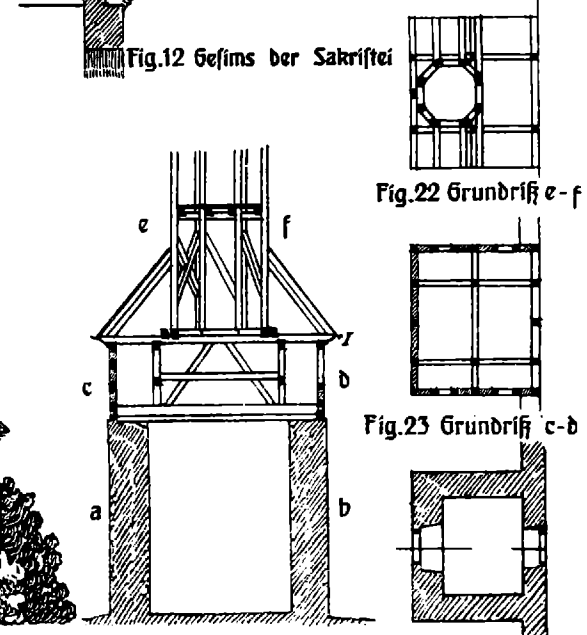 Fig.12 Gesims der Sakristei
Fig.22 Grundriß e-f
e f
I
c d
Fig.23 Grundriß c-d
a b